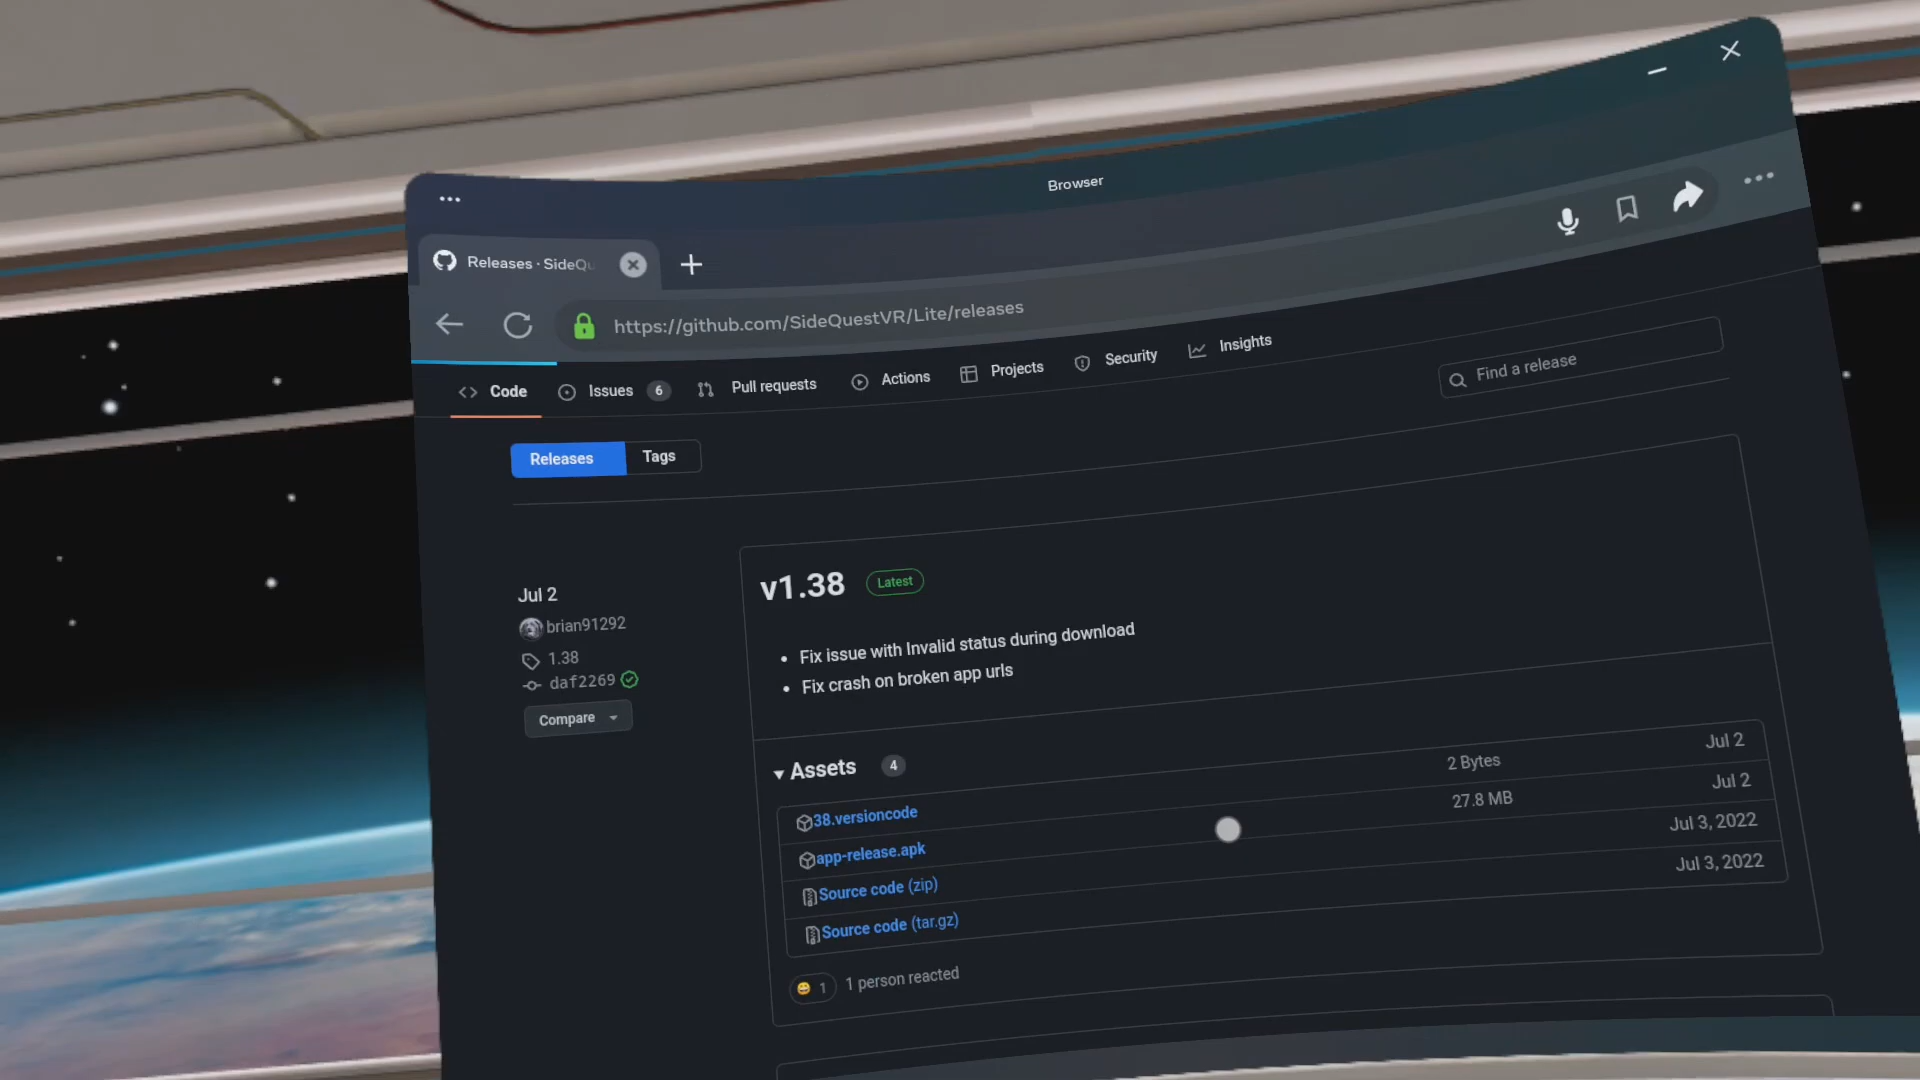 Browser
Releases · SideQu
https://github.com/SideQuestVR/Lite/releases
Code
Issues 6
Pull requests
Actions
Projects
Security
Insights
Find a release
Releases
Tags
Jul 2
brian91292
1.38
daf2269
Compare
v1.38 Latest
Fix issue with Invalid status during download
Fix crash on broken app urls
Assets 4
38.versioncode 2 Bytes Jul 2
app-release.apk 27.8 MB Jul 2
Source code (zip) Jul 3, 2022
Source code (tar.gz) Jul 3, 2022
1 1 person reacted